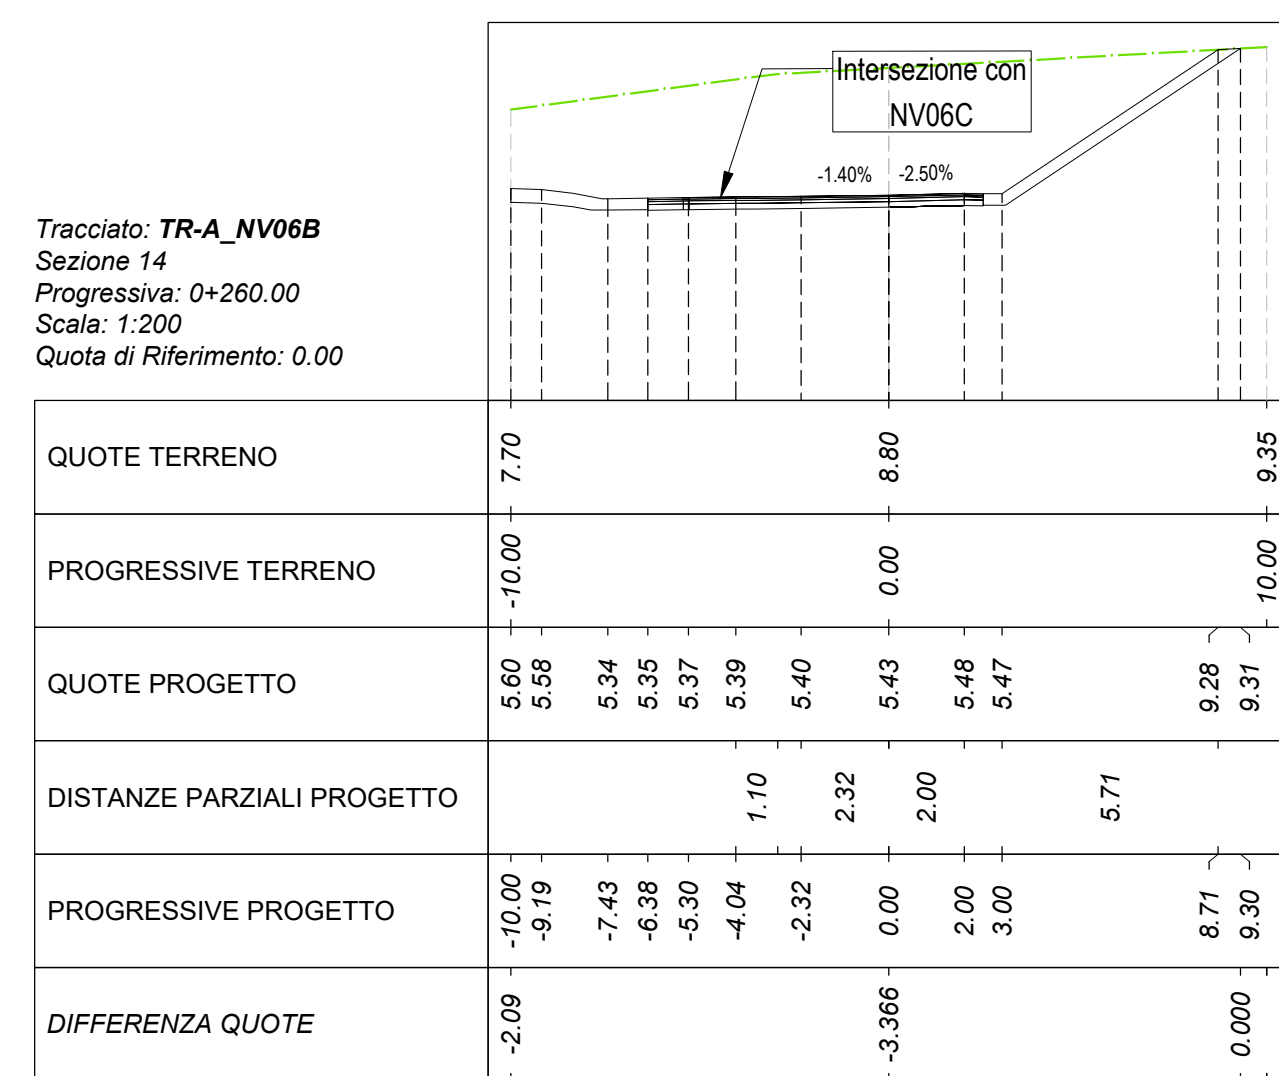 Intersezione con
NV06C
-1.40% -2.50%
Tracciato: TR-A_NV06B
Sezione 14
Progressiva: 0+260.00
Scala: 1:200
Quota di Riferimento: 0.00
QUOTE TERRENO 7.70 8.80 9.35
PROGRESSIVE TERRENO -10.00 0.00 10.00
QUOTE PROGETTO 5.60 5.58 5.34 5.35 5.37 5.39 5.40 5.43 5.48 5.47 9.28 9.31
DISTANZE PARZIALI PROGETTO 1.10 2.32 2.00 5.71
PROGRESSIVE PROGETTO -10.00 -9.19 -7.43 -6.38 -5.30 -4.04 -2.32 0.00 2.00 3.00 8.71 9.30
DIFFERENZA QUOTE -2.09 -3.366 0.000